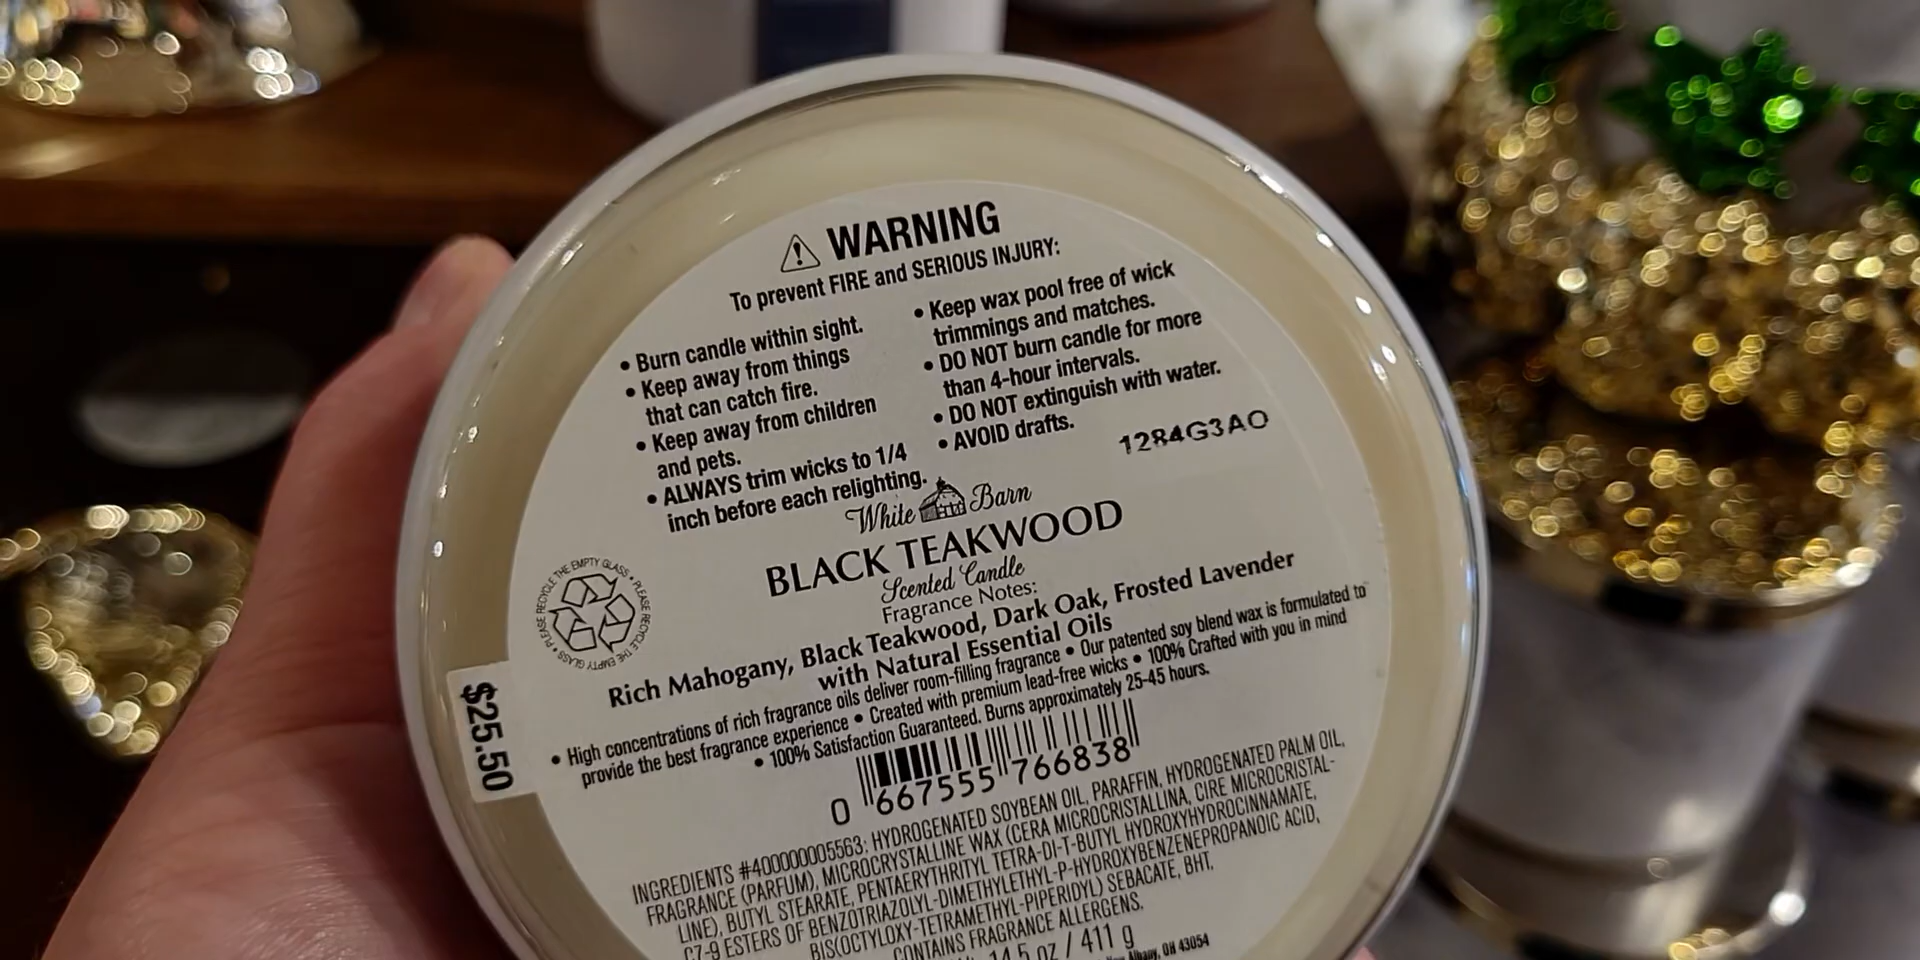 WARNING
To prevent FIRE and SERIOUS INJURY:
• Burn candle within sight.
• Keep away from things
that can catch fire.
• Keep away from children
and pets.
• ALWAYS trim wicks to 1/4
inch before each relighting.
• Keep wax pool free of wick
trimmings and matches.
• DO NOT burn candle for more
than 4-hour intervals.
• DO NOT extinguish with water.
• AVOID drafts.
1284G3AO
White Barn
BLACK TEAKWOOD
Scented Candle
Fragrance Notes:
Rich Mahogany, Black Teakwood, Dark Oak, Frosted Lavender
with Natural Essential Oils
• High concentrations of rich fragrance oils deliver room-filling fragrance • Our patented soy blend wax is formulated to
provide the best fragrance experience • Created with premium lead-free wicks • 100% Crafted with you in mind
• 100% Satisfaction Guaranteed. Burns approximately 25-45 hours.
PLEASE RECYCLE THE EMPTY GLASS • PLEASE RECYCLE THE EMPTY GLASS •
$25.50
0 667555 766838
INGREDIENTS #400000005563: HYDROGENATED SOYBEAN OIL, PARAFFIN, HYDROGENATED PALM OIL,
FRAGRANCE (PARFUM), MICROCRYSTALLINE WAX (CERA MICROCRISTALLINA, CIRE MICROCRISTAL-
LINE), BUTYL STEARATE, PENTAERYTHRITYL TETRA-DI-T-BUTYL HYDROXYHYDROCINNAMATE,
C7-9 ESTERS OF BENZOTRIAZOLYL-DIMETHYLETHYL-P-HYDROXYBENZENEPROPANOIC ACID,
BIS(OCTYLOXY-TETRAMETHYL-PIPERIDYL) SEBACATE, BHT.
CONTAINS FRAGRANCE ALLERGENS.
14.5 oz / 411 g
Albany, OH 43054